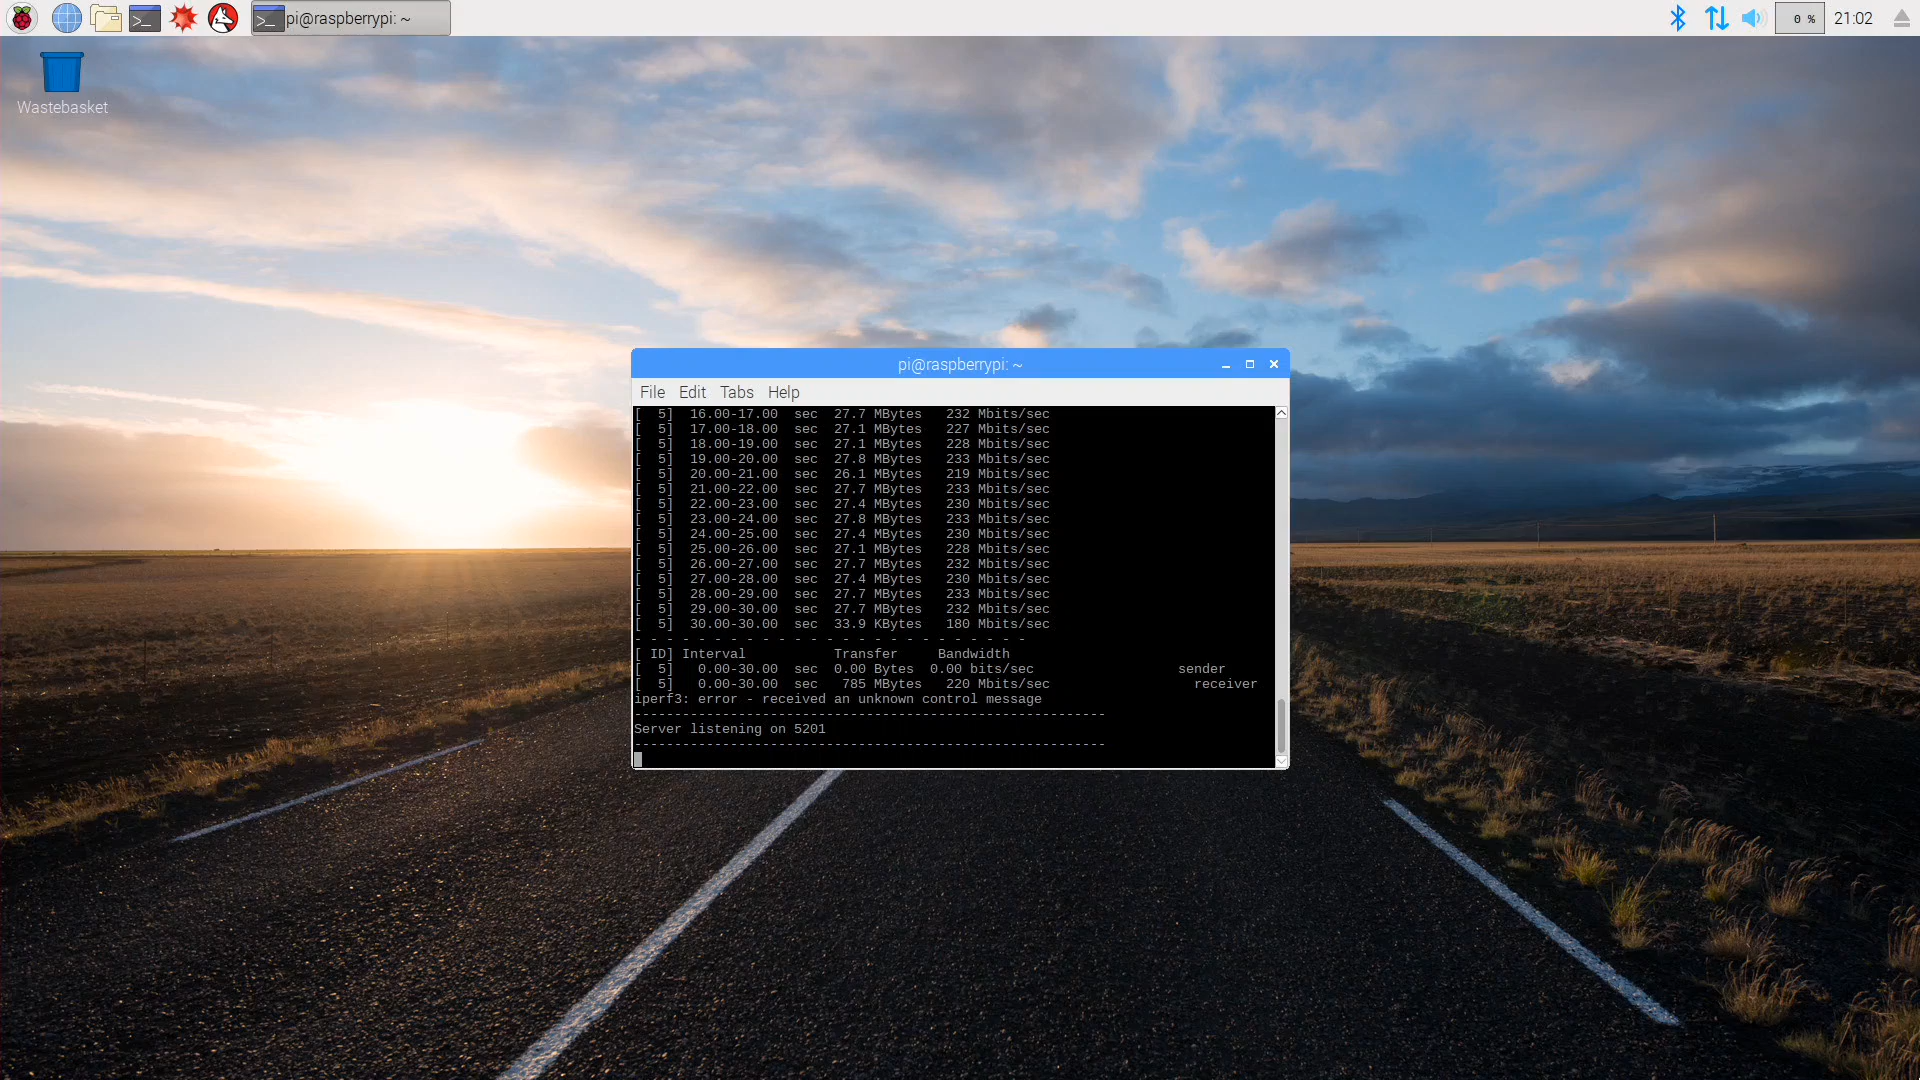 pi@raspberrypi: ~
0 %
21:02
Wastebasket
pi@raspberrypi: ~
File Edit Tabs Help
[  5]  16.00-17.00  sec  27.7 MBytes   232 Mbits/sec
[  5]  17.00-18.00  sec  27.1 MBytes   227 Mbits/sec
[  5]  18.00-19.00  sec  27.1 MBytes   228 Mbits/sec
[  5]  19.00-20.00  sec  27.8 MBytes   233 Mbits/sec
[  5]  20.00-21.00  sec  26.1 MBytes   219 Mbits/sec
[  5]  21.00-22.00  sec  27.7 MBytes   233 Mbits/sec
[  5]  22.00-23.00  sec  27.4 MBytes   230 Mbits/sec
[  5]  23.00-24.00  sec  27.8 MBytes   233 Mbits/sec
[  5]  24.00-25.00  sec  27.4 MBytes   230 Mbits/sec
[  5]  25.00-26.00  sec  27.1 MBytes   228 Mbits/sec
[  5]  26.00-27.00  sec  27.7 MBytes   232 Mbits/sec
[  5]  27.00-28.00  sec  27.4 MBytes   230 Mbits/sec
[  5]  28.00-29.00  sec  27.7 MBytes   233 Mbits/sec
[  5]  29.00-30.00  sec  27.7 MBytes   232 Mbits/sec
[  5]  30.00-30.00  sec  33.9 KBytes   180 Mbits/sec
- - - - - - - - - - - - - - - - - - - - - - - - -
[ ID] Interval           Transfer     Bandwidth
[  5]   0.00-30.00  sec  0.00 Bytes  0.00 bits/sec                  sender
[  5]   0.00-30.00  sec   785 MBytes   220 Mbits/sec                  receiver
iperf3: error - received an unknown control message
-----------------------------------------------------------
Server listening on 5201
-----------------------------------------------------------